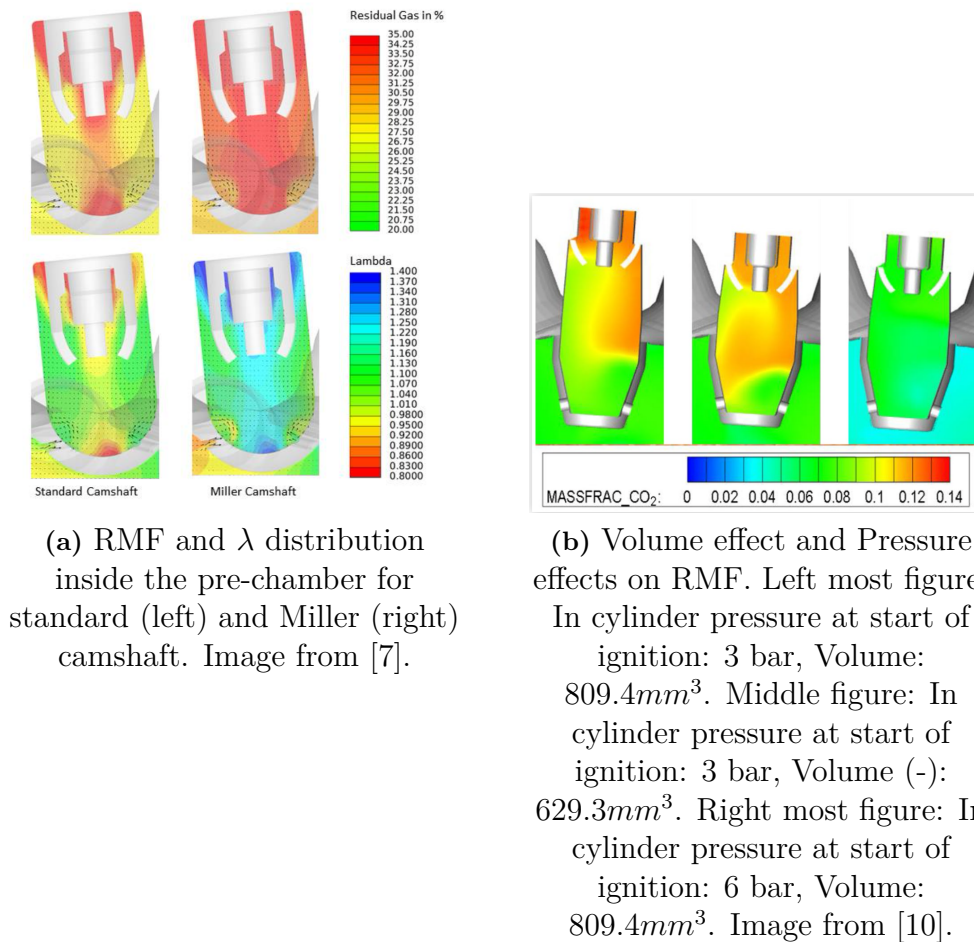 Residual Gas in %
35.00
34.25
33.50
32.75
32.00
31.25
30.50
29.75
29.00
28.25
27.50
26.75
26.00
25.25
24.50
23.75
23.00
22.25
21.50
20.75
20.00
Lambda
1.400
1.370
1.340
1.310
1.280
1.250
1.220
1.190
1.160
1.130
1.100
1.070
1.040
1.010
0.9800
0.9500
0.9200
0.8900
0.8600
0.8300
0.8000
Standard Camshaft
Miller Camshaft
(a) RMF and λ distribution
inside the pre-chamber for
standard (left) and Miller (right)
camshaft. Image from [7].
MASSFRAC_CO₂:
0 0.02 0.04 0.06 0.08 0.1 0.12 0.14
(b) Volume effect and Pressure
effects on RMF. Left most figure
In cylinder pressure at start of
ignition: 3 bar, Volume:
809.4mm³. Middle figure: In
cylinder pressure at start of
ignition: 3 bar, Volume (-):
629.3mm³. Right most figure: In
cylinder pressure at start of
ignition: 6 bar, Volume:
809.4mm³. Image from [10].